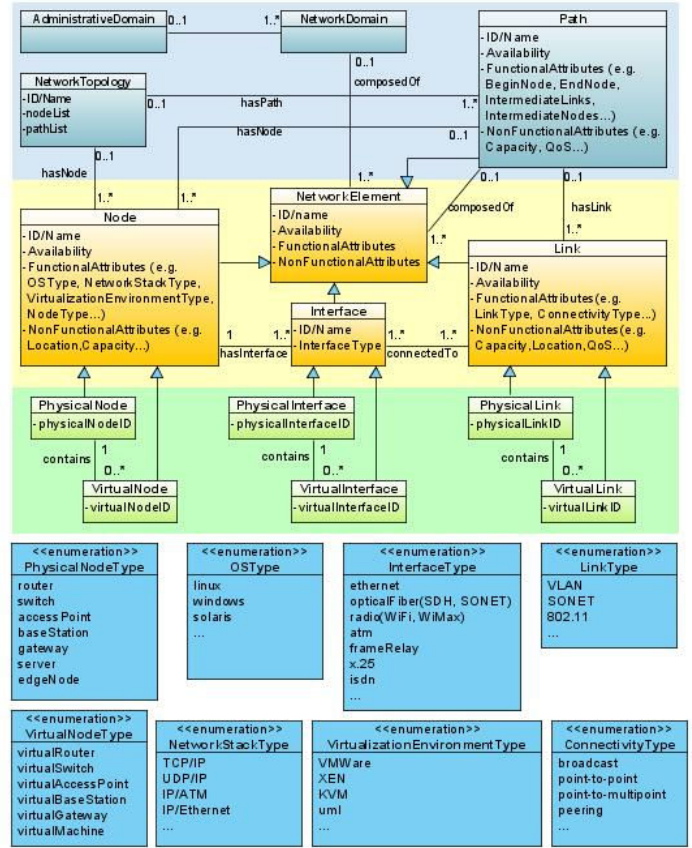 AdministrativeDomain
0..1
1..*
NetworkDomain
Path
-ID/Name
-Availability
-FunctionalAttributes (e.g.
BeginNode, EndNode,
IntermediateLinks,
IntermediateNodes...)
-NonFunctionalAttributes (e.g.
Capacity, QoS...)
0..1
composedOf
NetworkTopology
-ID/Name
-nodeList
-pathList
0..1
hasPath
1..*
hasNode
0..1
0..1
hasNode
1..*
1..*
1..*
0..1
0..1
composedOf
hasLink
1..*
1..*
Node
-ID/Name
-Availability
-FunctionalAttributes (e.g.
OSType, NetworkStackType,
VirtualizationEnvironmentType,
NodeType...)
-NonFunctionalAttributes (e.g.
Location,Capacity...)
NetworkElement
-ID/name
-Availability
-FunctionalAttributes
-NonFunctionalAttributes
Link
-ID/Name
-Availability
-FunctionalAttributes(e.g.
LinkType, ConnectivityType...)
-NonFunctionalAttributes(e.g.
Capacity,Location,QoS...)
Interface
-ID/Name
-InterfaceType
1
1..*
hasInterface
1..*
0..*
connectedTo
PhysicalNode
-physicalNodeID
contains
1
0..*
VirtualNode
-virtualNodeID
PhysicalInterface
-physicalInterfaceID
contains
1
0..*
VirtualInterface
-virtualInterfaceID
PhysicalLink
-physicalLinkID
contains
1
0..*
VirtualLink
-virtualLinkID
<<enumeration>>
PhysicalNodeType
router
switch
accessPoint
baseStation
gateway
server
edgeNode
<<enumeration>>
OSType
linux
windows
solaris
...
<<enumeration>>
InterfaceType
ethernet
opticalFiber(SDH, SONET)
radio(WiFi, WiMax)
atm
frameRelay
x.25
isdn
...
<<enumeration>>
LinkType
VLAN
SONET
802.11
...
<<enumeration>>
VirtualNodeType
virtualRouter
virtualSwitch
virtualAccessPoint
virtualBaseStation
virtualGateway
virtualMachine
<<enumeration>>
NetworkStackType
TCP/IP
UDP/IP
IP/ATM
IP/Ethernet
...
<<enumeration>>
VirtualizationEnvironmentType
VMWare
XEN
KVM
uml
...
<<enumeration>>
ConnectivityType
broadcast
point-to-point
point-to-multipoint
peering
...